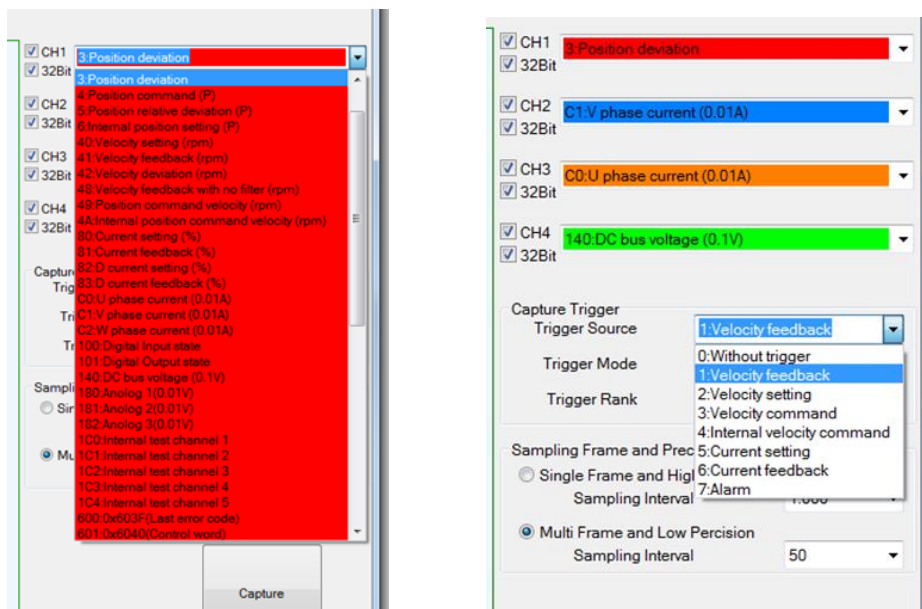 CH1
3:Position deviation
32Bit
3:Position deviation
4:Position command (P)
CH2
5:Position relative deviation (P)
32Bit
6:Internal position setting (P)
40:Velocity setting (rpm)
CH3
41:Velocity feedback (rpm)
32Bit
42:Velocity deviation (rpm)
48:Velocity feedback with no filter (rpm)
CH4
49:Position command velocity (rpm)
32Bit
4A:Internal position command velocity (rpm)
80:Current setting (%)
81:Current feedback (%)
Captur
82:D current setting (%)
Trig
83:D current feedback (%)
C0:U phase current (0.01A)
Tri
C1:V phase current (0.01A)
C2:W phase current (0.01A)
Tr
100:Digital Input state
101:Digital Output state
140:DC bus voltage (0.1V)
Sampli
180:Anolog 1(0.01V)
Sin
181:Anolog 2(0.01V)
182:Anolog 3(0.01V)
1C0:Internal test channel 1
Mu
1C1:Internal test channel 2
1C2:Internal test channel 3
1C3:Internal test channel 4
1C4:Internal test channel 5
600:0x603F(Last error code)
601:0x6040(Control word)
Capture
CH1
3:Position deviation
32Bit
CH2
C1:V phase current (0.01A)
32Bit
CH3
C0:U phase current (0.01A)
32Bit
CH4
140:DC bus voltage (0.1V)
32Bit
Capture Trigger
Trigger Source
1:Velocity feedback
0:Without trigger
Trigger Mode
1:Velocity feedback
2:Velocity setting
Trigger Rank
3:Velocity command
4:Internal velocity command
Sampling Frame and Prec
5:Current setting
Single Frame and Hig
6:Current feedback
7:Alarm
Sampling Interval
1.000
Multi Frame and Low Percision
Sampling Interval
50